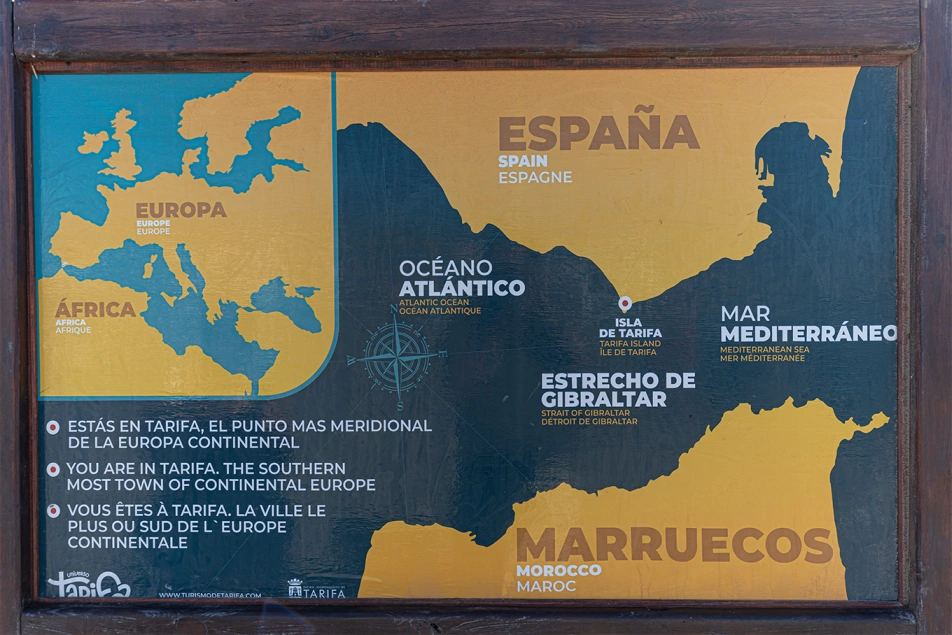 EUROPA
EUROPE
EUROPE
ÁFRICA
AFRICA
AFRIQUE
ESPAÑA
SPAIN
ESPAGNE
OCÉANO
ATLÁNTICO
ATLANTIC OCEAN
OCÉAN ATLANTIQUE
ISLA
DE TARIFA
TARIFA ISLAND
ÎLE DE TARIFA
MAR
MEDITERRÁNEO
MEDITERRANEAN SEA
MER MÉDITERRANÉE
ESTRECHO DE
GIBRALTAR
STRAIT OF GIBRALTAR
DÉTROIT DE GIBRALTAR
MARRUECOS
MOROCCO
MAROC
ESTÁS EN TARIFA, EL PUNTO MAS MERIDIONAL
DE LA EUROPA CONTINENTAL
YOU ARE IN TARIFA. THE SOUTHERN
MOST TOWN OF CONTINENTAL EUROPE
VOUS ÊTES À TARIFA. LA VILLE LE
PLUS OU SUD DE L`EUROPE
CONTINENTALE
UNIVERSO
TARIFA
WWW.TURISMODETARIFA.COM
TARIFA